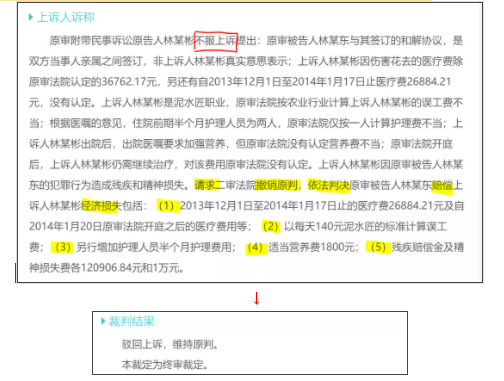 上诉人诉称
原审附带民事诉讼原告人林某彬不服上诉提出：原审被告人林某东与其签订的和解协议，是
双方当事人亲属之间签订，非上诉人林某彬真实意思表示；上诉人林某彬因伤害花去的医疗费除
原审法院认定的36762.17元，另还有自2013年12月1日至2014年1月17日止医疗费26884.21
元，没有认定。上诉人林某彬是泥水匠职业，原审法院按农业行业计算上诉人林某彬的误工费不
当；根据医嘱的意见，住院前期半个月护理人员为两人，原审法院仅按一人计算护理费不当；上
诉人林某彬出院后，出院医嘱要求加强营养，但原审法院没有认定营养费不当；原审法院开庭
后，上诉人林某彬仍需继续治疗，对该费用原审法院没有认定。上诉人林某彬因原审被告人林某
东的犯罪行为造成残疾和精神损失。请求二审法院撤销原判，依法判决原审被告人林某东赔偿上
诉人林某彬经济损失包括：（1）2013年12月1日至2014年1月17日止的医疗费26884.21元及自
2014年1月20日原审法院开庭之后的医疗费用等；（2）以每天140元泥水匠的标准计算误工
费；（3）另行增加护理人员半个月护理费用；（4）适当营养费1800元；（5）残疾赔偿金及精
神损失费各120906.84元和1万元。
裁判结果
驳回上诉，维持原判。
本裁定为终审裁定。